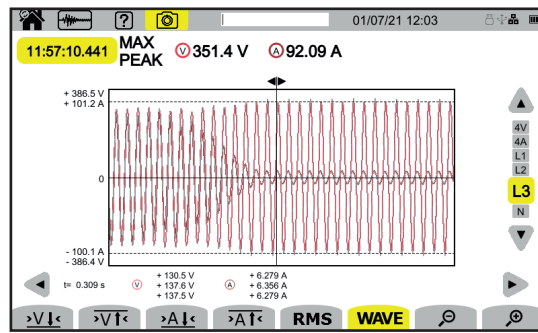 ? 01/07/21 12:03
11:57:10.441 MAX PEAK V 351.4 V A 92.09 A
+ 386.5 V
+ 101.2 A
0
- 100.1 A
- 386.4 V
4V
4A
L1
L2
L3
N
t= 0.309 s V + 130.5 V A + 6.279 A
+ 137.6 V + 6.356 A
+ 137.5 V + 6.279 A
>V↓< >V↑< >A↓< >A↑< RMS WAVE